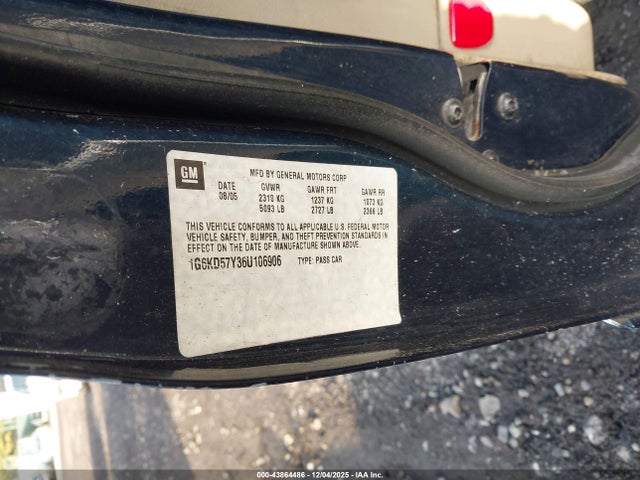 GM
MFD BY GENERAL MOTORS CORP
DATE GVWR GAWR FRT GAWR RR
08/05 2310 KG 1237 KG 1073 KG
5093 LB 2727 LB 2366 LB
THIS VEHICLE CONFORMS TO ALL APPLICABLE U.S. FEDERAL MOTOR
VEHICLE SAFETY, BUMPER, AND THEFT PREVENTION STANDARDS IN
EFFECT ON THE DATE OF MANUFACTURE SHOWN ABOVE.
1G6KD57Y36U106906 TYPE: PASS CAR
000-43864486 - 12/04/2025 - IAA Inc.